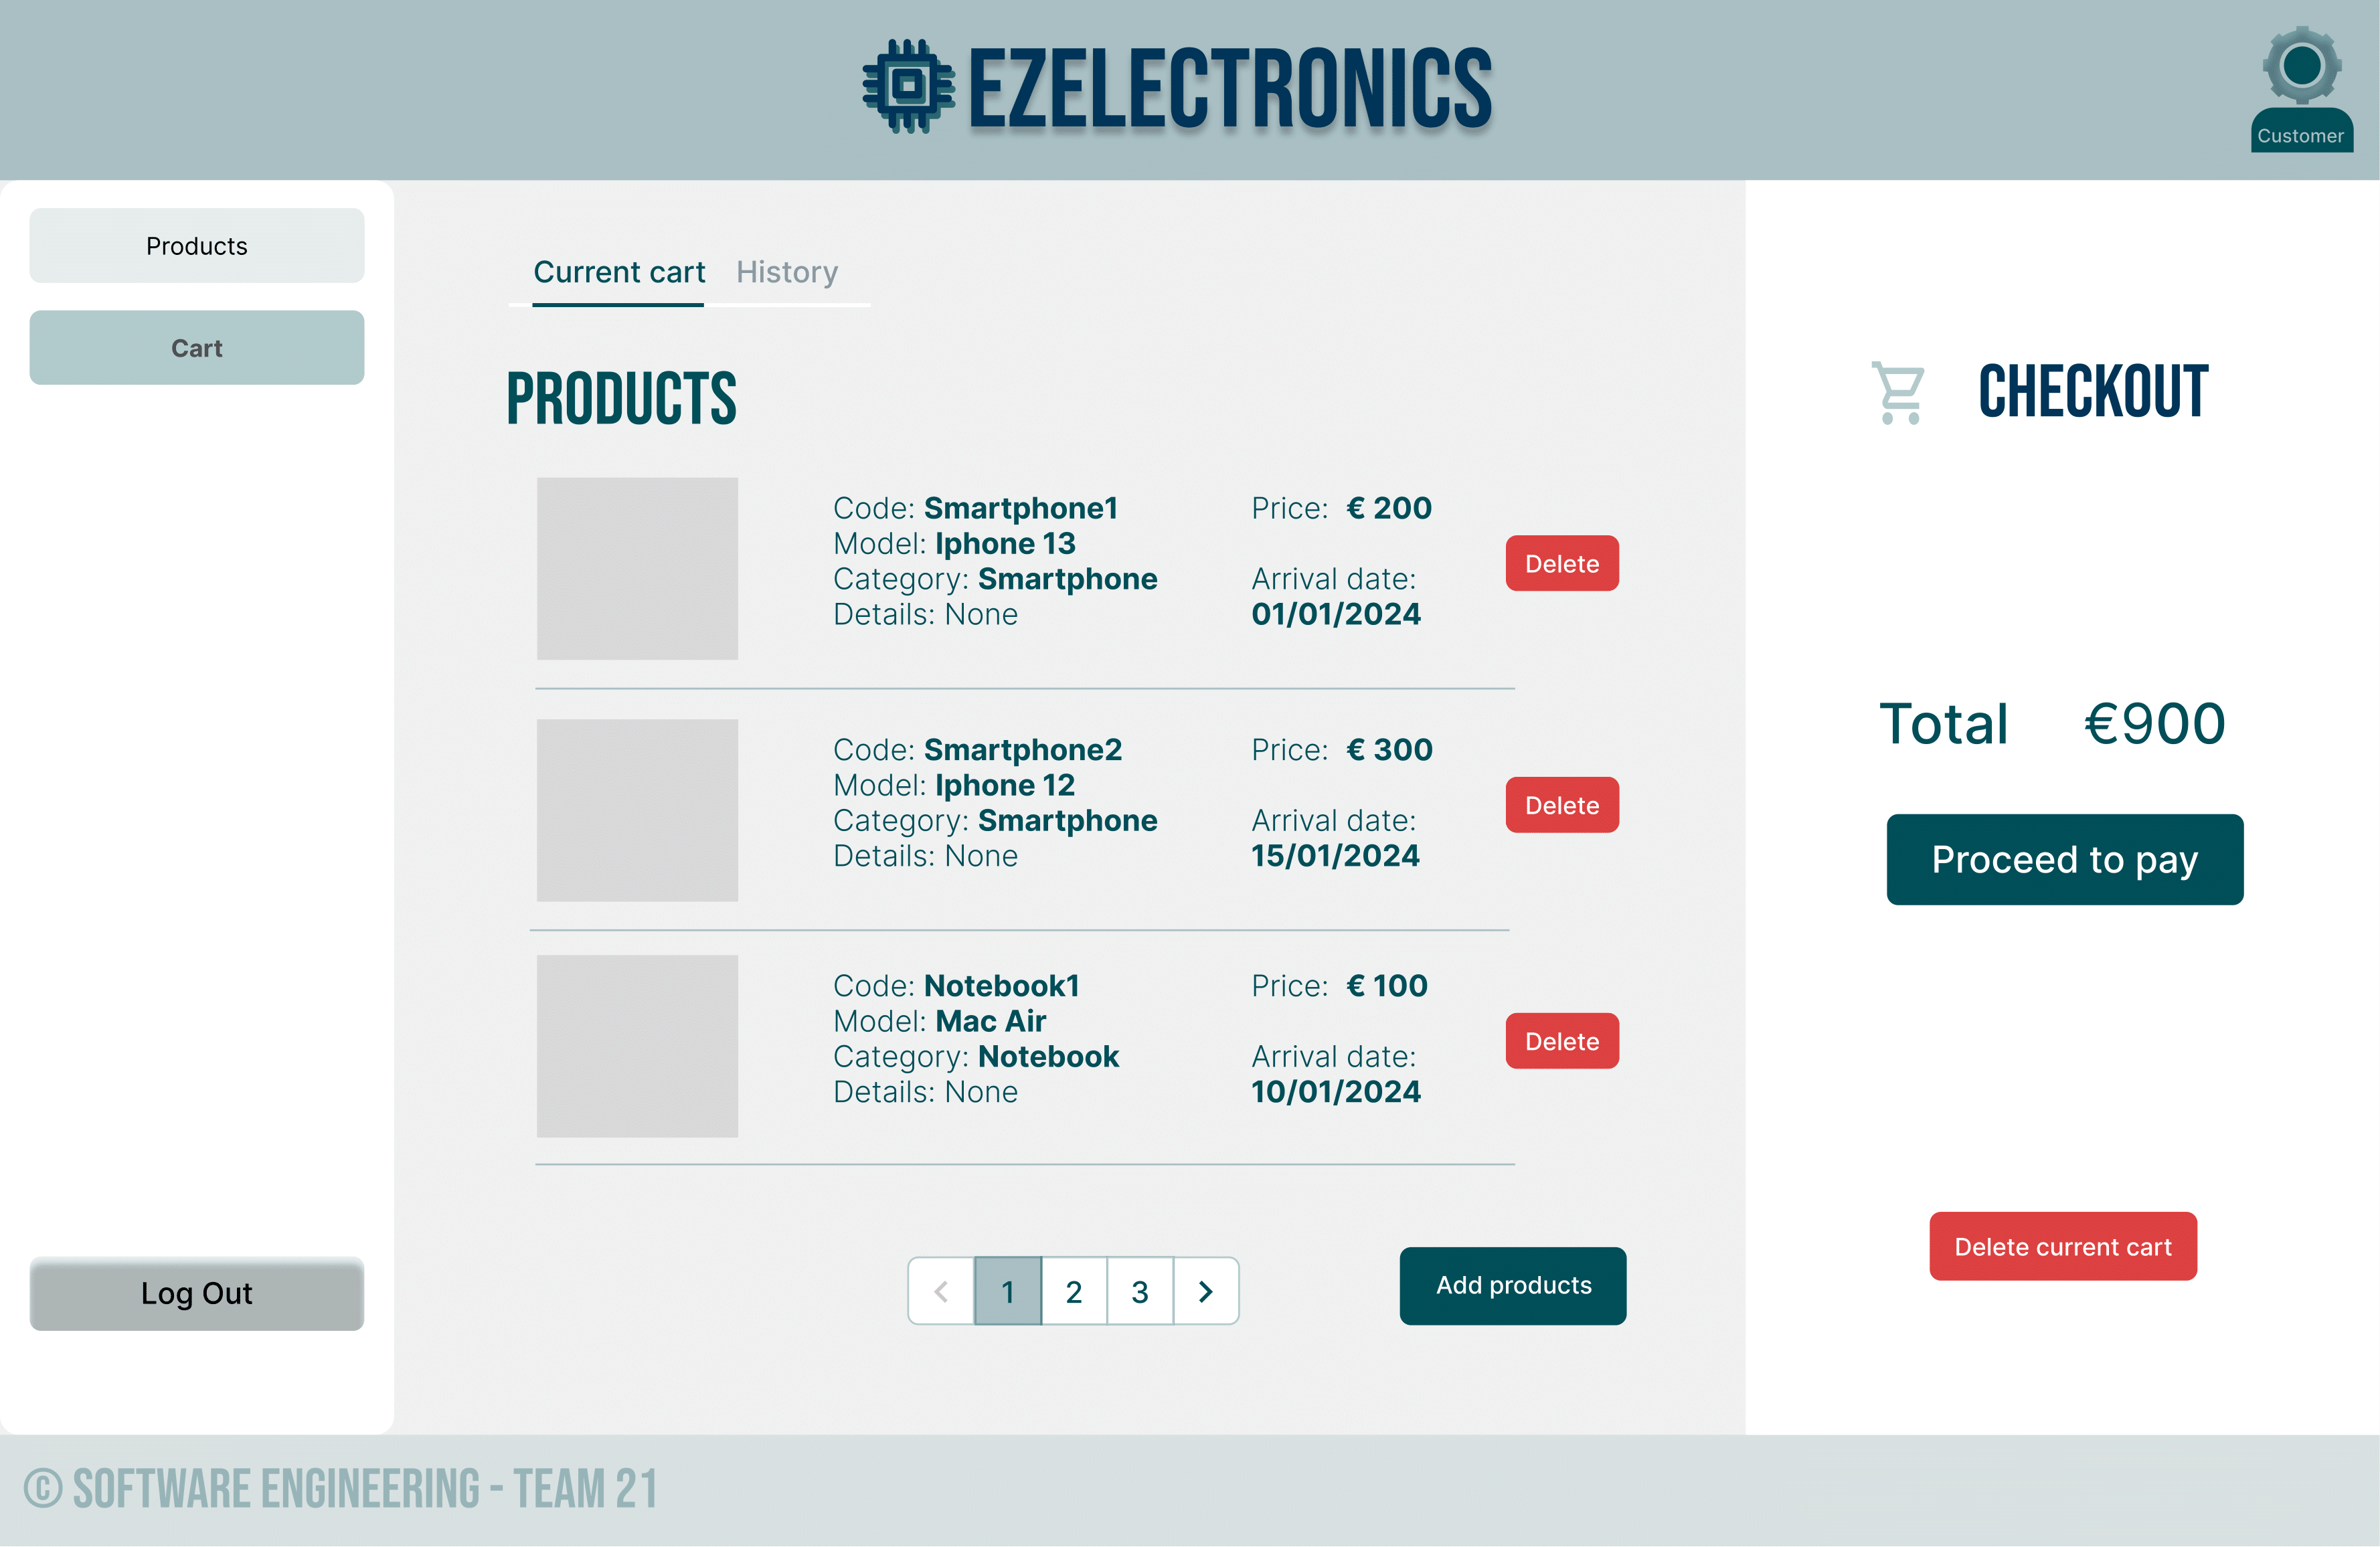 EZELECTRONICS
Customer
Products
Cart
Log Out
Current cart History
PRODUCTS
Code: Smartphone1
Model: Iphone 13
Category: Smartphone
Details: None
Price: € 200
Arrival date:
01/01/2024
Delete
Code: Smartphone2
Model: Iphone 12
Category: Smartphone
Details: None
Price: € 300
Arrival date:
15/01/2024
Delete
Code: Notebook1
Model: Mac Air
Category: Notebook
Details: None
Price: € 100
Arrival date:
10/01/2024
Delete
1 2 3
Add products
CHECKOUT
Total €900
Proceed to pay
Delete current cart
© SOFTWARE ENGINEERING - TEAM 21